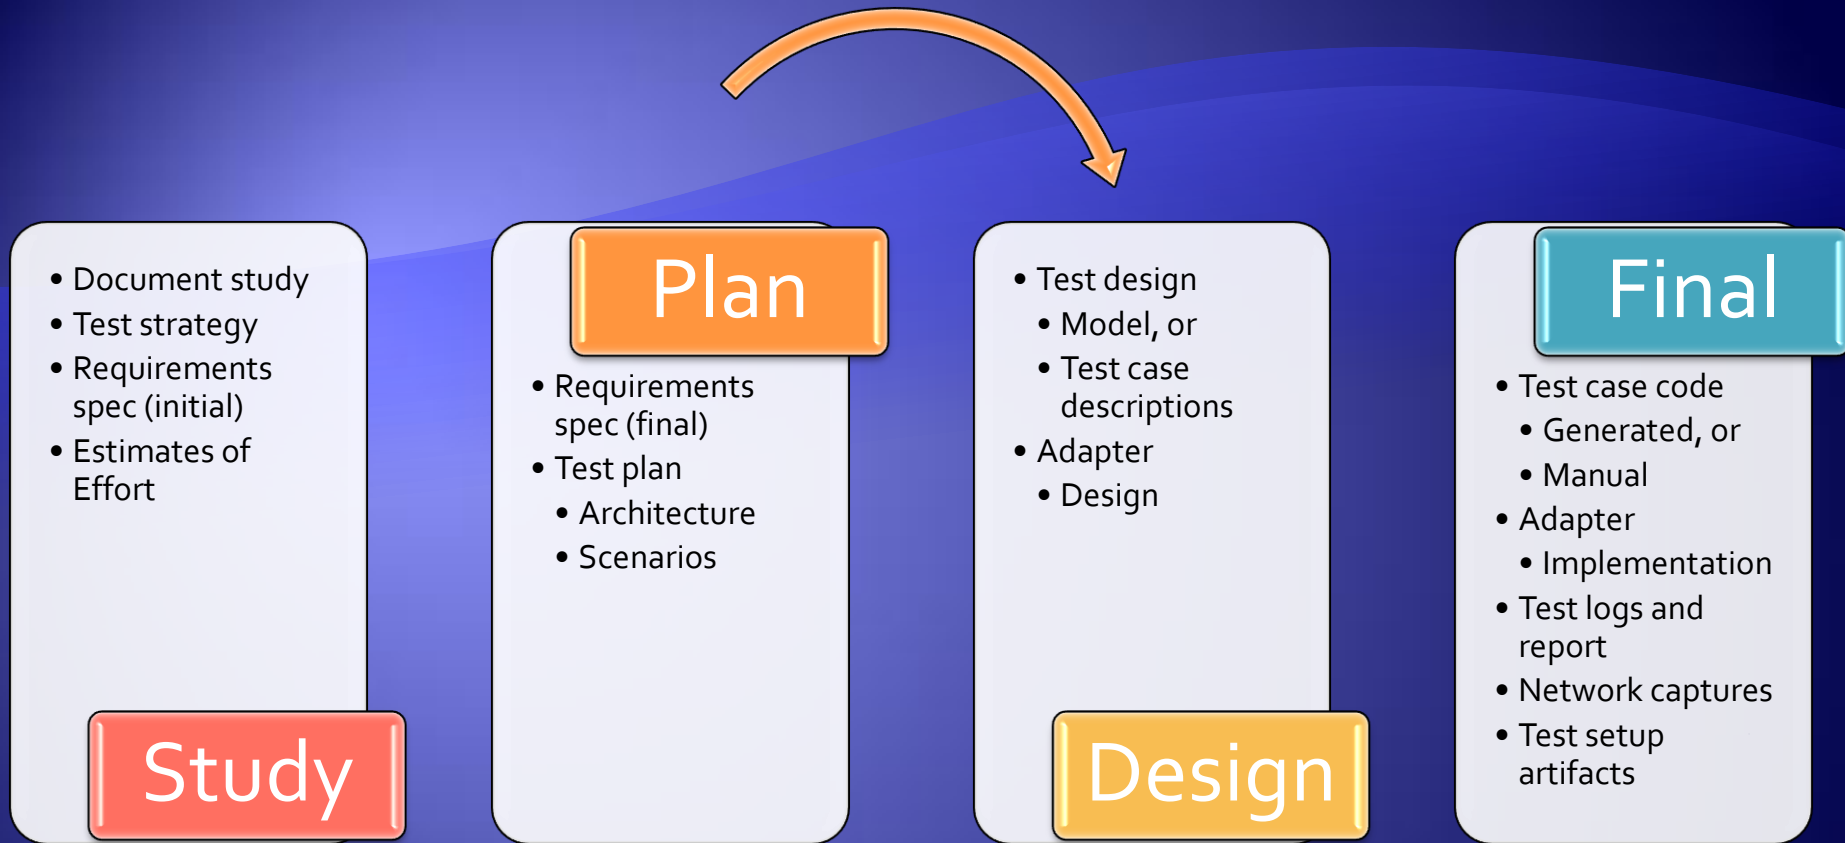 • Document study
• Test strategy
• Requirements
spec (initial)
• Estimates of
Effort
Study
Plan
• Requirements
spec (final)
• Test plan
• Architecture
• Scenarios
• Test design
• Model, or
• Test case
descriptions
• Adapter
• Design
Design
Final
• Test case code
• Generated, or
• Manual
• Adapter
• Implementation
• Test logs and
report
• Network captures
• Test setup
artifacts